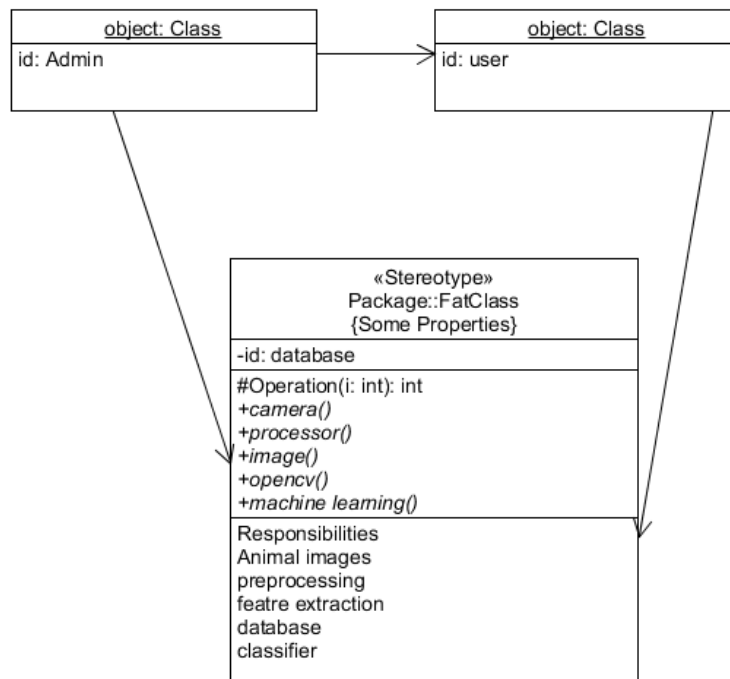 object: Class
id: Admin
object: Class
id: user
«Stereotype»
Package::FatClass
{Some Properties}
-id: database
#Operation(i: int): int
+camera()
+processor()
+image()
+opencv()
+machine learning()
Responsibilities
Animal images
preprocessing
featre extraction
database
classifier